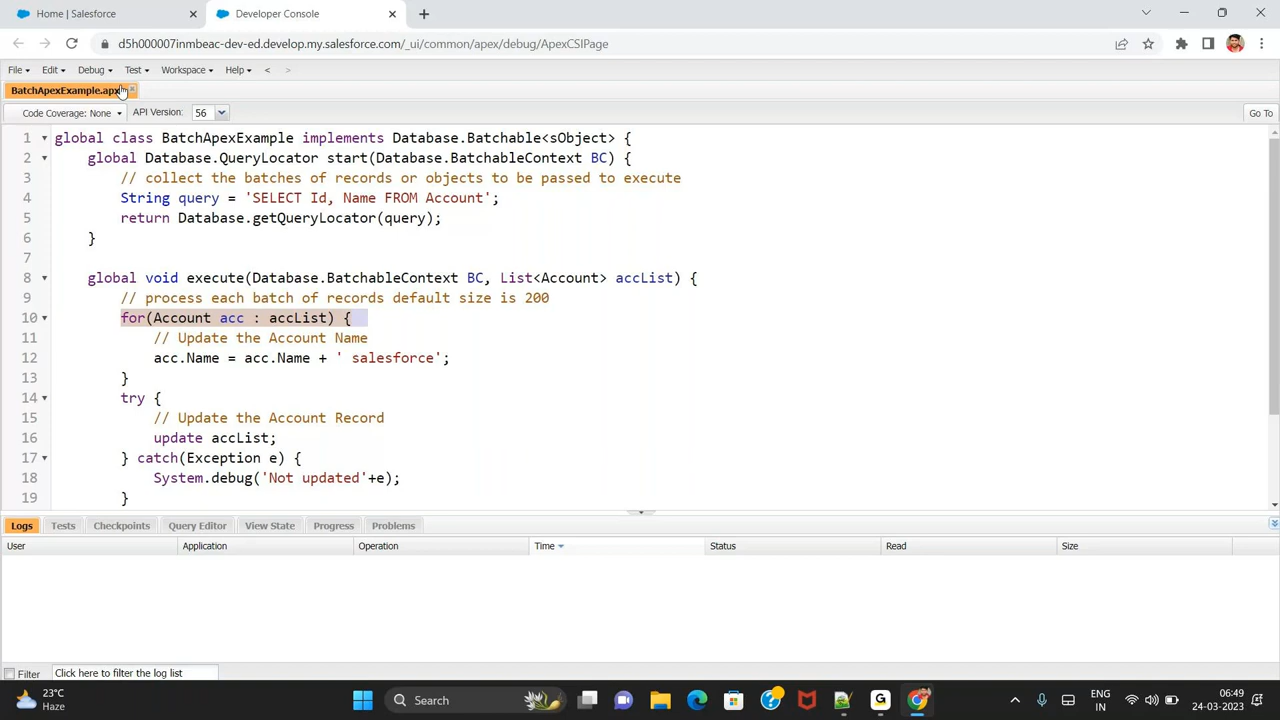 Home | Salesforce
Developer Console
d5h000007inmbeac-dev-ed.develop.my.salesforce.com/_ui/common/apex/debug/ApexCSIPage
File Edit Debug Test Workspace Help < >
BatchApexExample.apx
Code Coverage: None API Version: 56 Go To
1 global class BatchApexExample implements Database.Batchable<sObject> {
2 global Database.QueryLocator start(Database.BatchableContext BC) {
3 // collect the batches of records or objects to be passed to execute
4 String query = 'SELECT Id, Name FROM Account';
5 return Database.getQueryLocator(query);
6 }
7
8 global void execute(Database.BatchableContext BC, List<Account> accList) {
9 // process each batch of records default size is 200
10 for(Account acc : accList) {
11 // Update the Account Name
12 acc.Name = acc.Name + ' salesforce';
13 }
14 try {
15 // Update the Account Record
16 update accList;
17 } catch(Exception e) {
18 System.debug('Not updated'+e);
19 }
Logs Tests Checkpoints Query Editor View State Progress Problems
User Application Operation Time Status Read Size
Filter Click here to filter the log list
23°C
Haze
Search
ENG
IN
06:49
24-03-2023